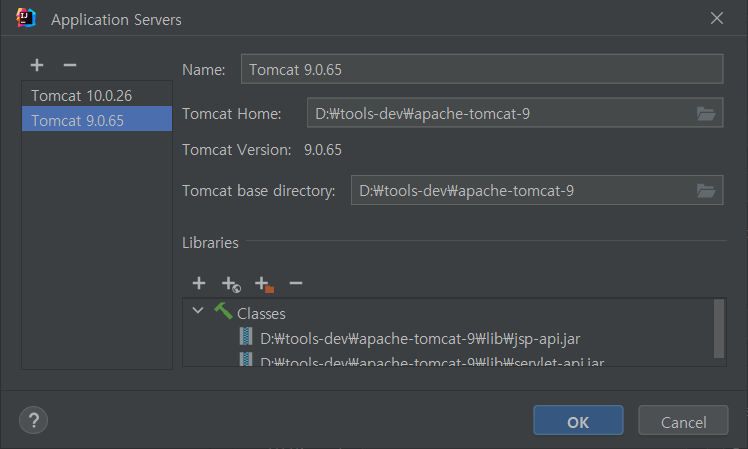 IJ
Application Servers
Tomcat 10.0.26
Tomcat 9.0.65
Name: Tomcat 9.0.65
Tomcat Home: D:₩tools-dev₩apache-tomcat-9
Tomcat Version: 9.0.65
Tomcat base directory: D:₩tools-dev₩apache-tomcat-9
Libraries
Classes
D:₩tools-dev₩apache-tomcat-9₩lib₩jsp-api.jar
D:₩tools-dev₩apache-tomcat-9₩lib₩servlet-api.jar
?
OK
Cancel